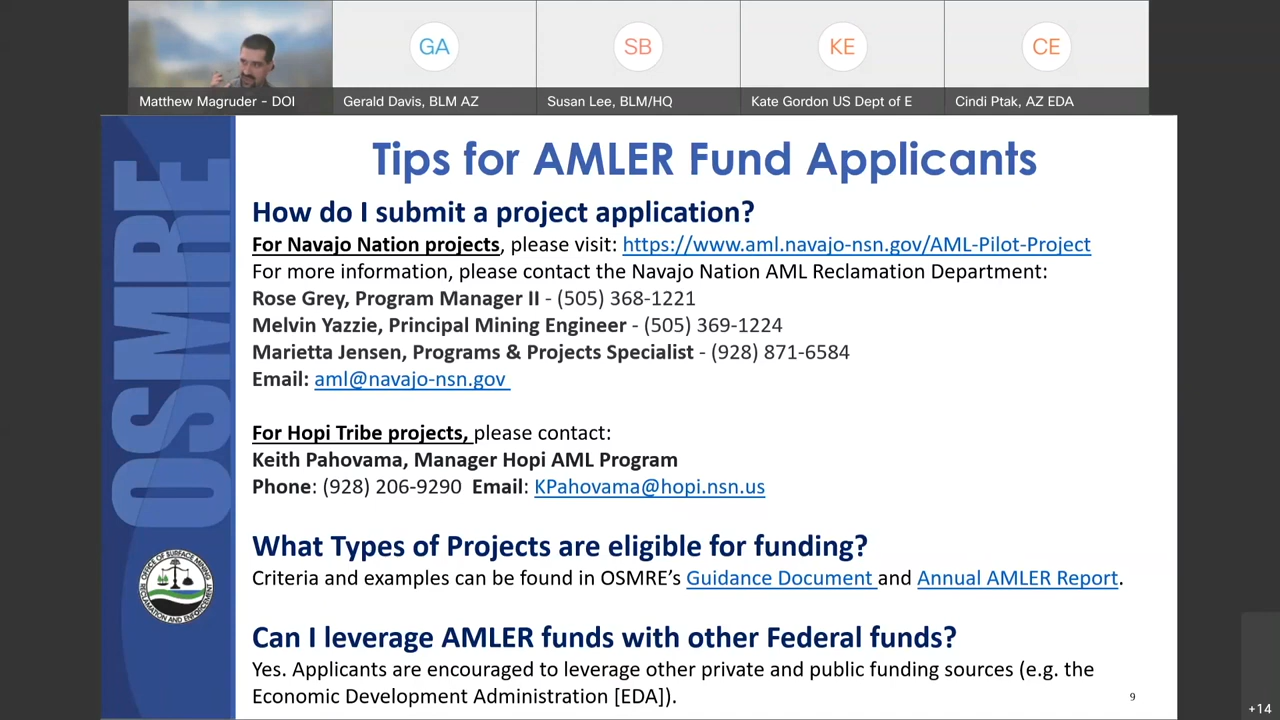 GA
SB
KE
CE
Matthew Magruder - DOI
Gerald Davis, BLM AZ
Susan Lee, BLM/HQ
Kate Gordon US Dept of E
Cindi Ptak, AZ EDA
OSMRE
Tips for AMLER Fund Applicants
How do I submit a project application?
For Navajo Nation projects, please visit: https://www.aml.navajo-nsn.gov/AML-Pilot-Project
For more information, please contact the Navajo Nation AML Reclamation Department:
Rose Grey, Program Manager II - (505) 368-1221
Melvin Yazzie, Principal Mining Engineer - (505) 369-1224
Marietta Jensen, Programs & Projects Specialist - (928) 871-6584
Email: aml@navajo-nsn.gov
For Hopi Tribe projects, please contact:
Keith Pahovama, Manager Hopi AML Program
Phone: (928) 206-9290 Email: KPahovama@hopi.nsn.us
What Types of Projects are eligible for funding?
Criteria and examples can be found in OSMRE's Guidance Document and Annual AMLER Report.
OFFICE OF SURFACE MINING
RECLAMATION AND ENFORCEMENT
Can I leverage AMLER funds with other Federal funds?
Yes. Applicants are encouraged to leverage other private and public funding sources (e.g. the
Economic Development Administration [EDA]).
9
+14